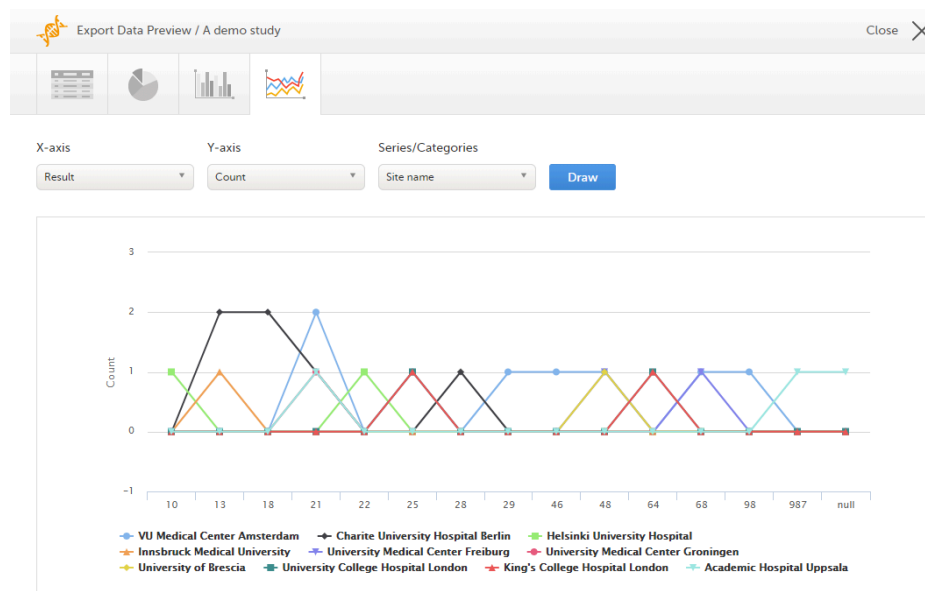 Export Data Preview / A demo study
Close
X-axis Y-axis Series/Categories
Result Count Site name Draw
3
2
1
0
−1
Count
10 13 18 21 22 25 28 29 46 48 64 68 98 987 null
VU Medical Center Amsterdam Charite University Hospital Berlin Helsinki University Hospital
Innsbruck Medical University University Medical Center Freiburg University Medical Center Groningen
University of Brescia University College Hospital London King's College Hospital London Academic Hospital Uppsala